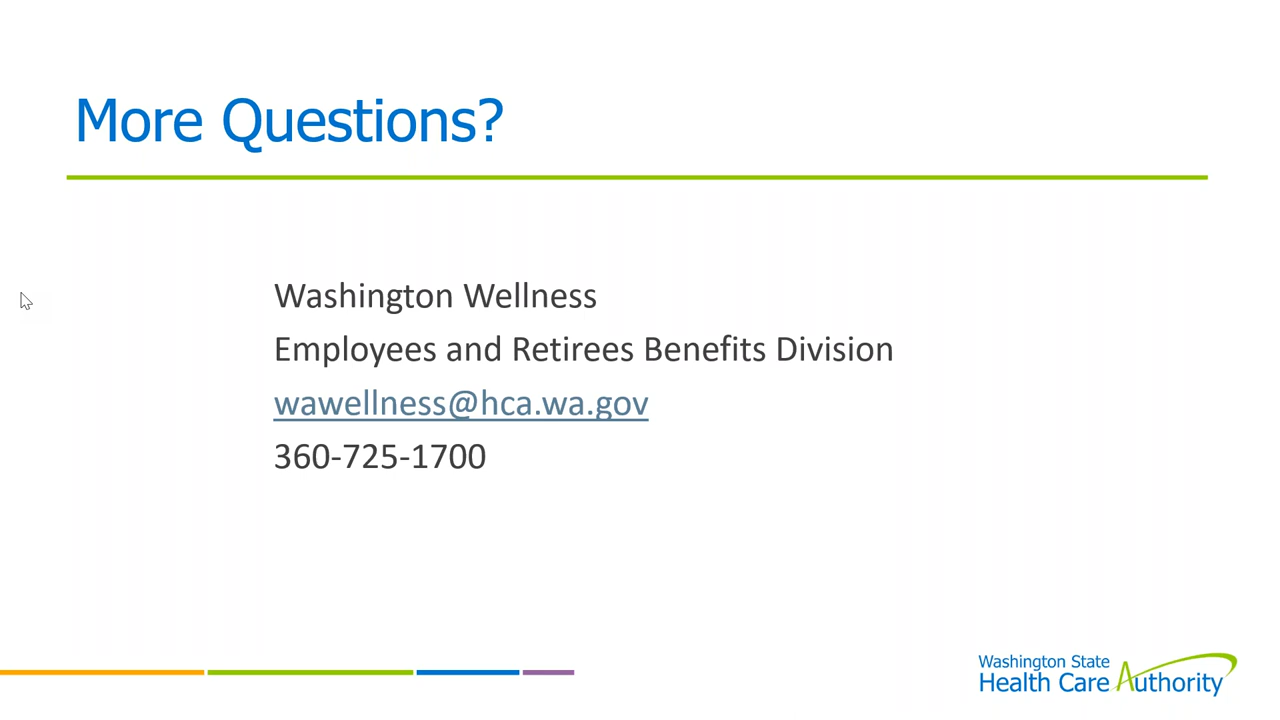 More Questions?
Washington Wellness
Employees and Retirees Benefits Division
wawellness@hca.wa.gov
360-725-1700
Washington State
Health Care Authority